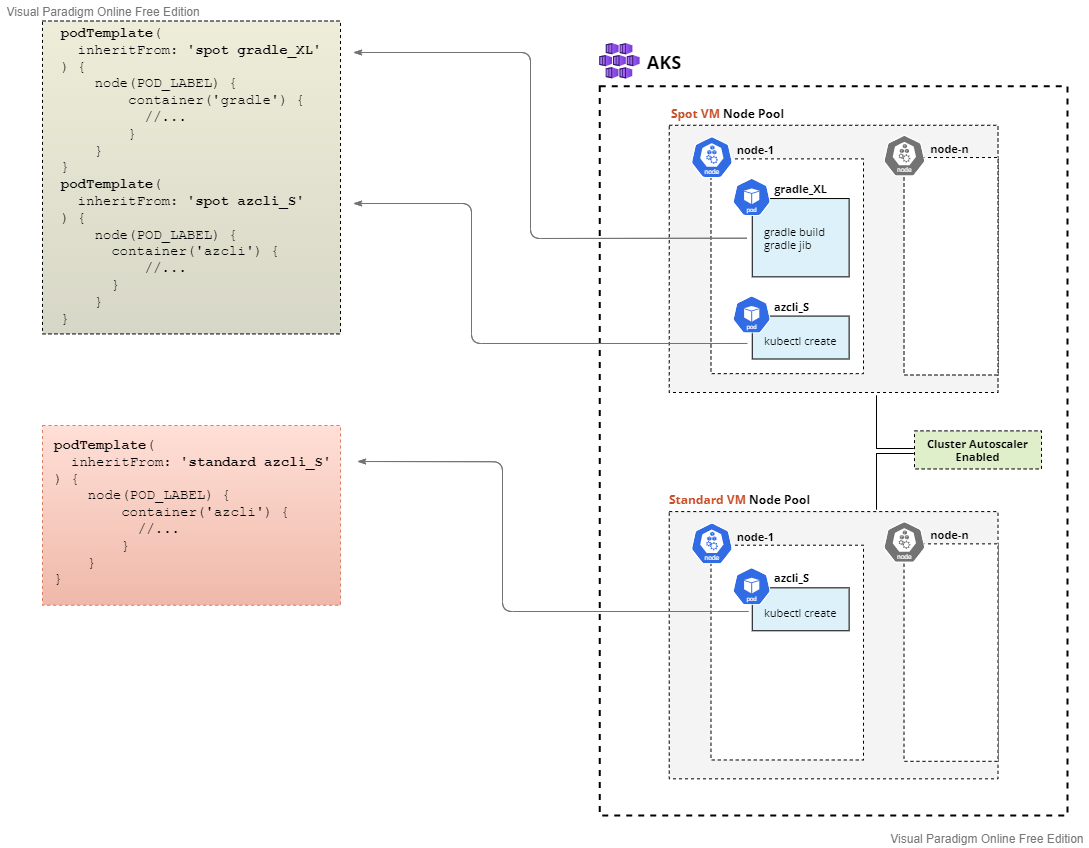 Visual Paradigm Online Free Edition
podTemplate(
inheritFrom: 'spot gradle_XL'
) {
node(POD_LABEL) {
container('gradle') {
//...
}
}
}
podTemplate(
inheritFrom: 'spot azcli_S'
) {
node(POD_LABEL) {
container('azcli') {
//...
}
}
}
podTemplate(
inheritFrom: 'standard azcli_S'
) {
node(POD_LABEL) {
container('azcli') {
//...
}
}
}
AKS
Spot VM Node Pool
node-1
node
gradle_XL
pod
gradle build
gradle jib
azcli_S
pod
kubectl create
node-n
node
Cluster Autoscaler
Enabled
Standard VM Node Pool
node-1
node
azcli_S
pod
kubectl create
node-n
node
Visual Paradigm Online Free Edition